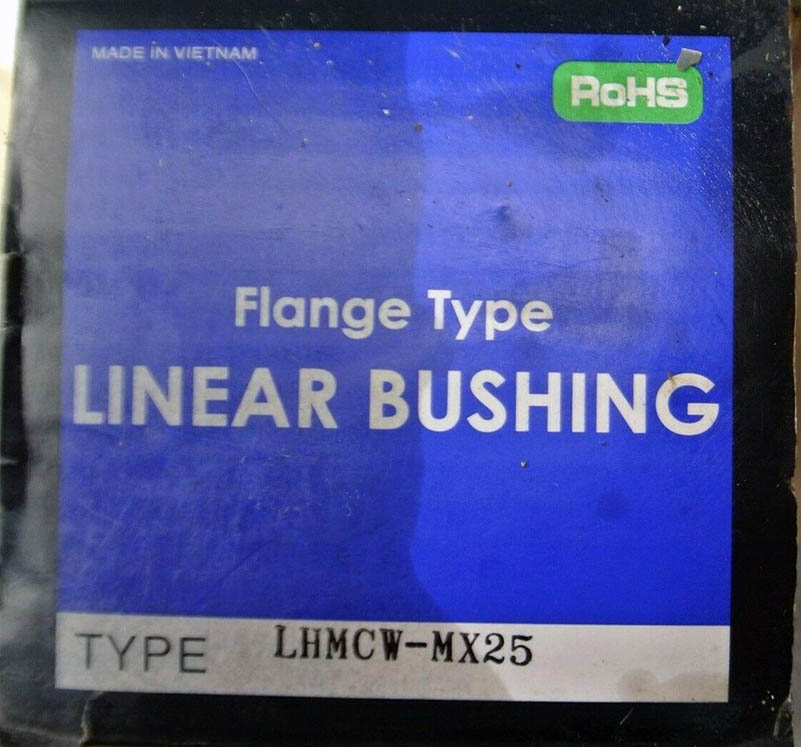 MADE iN VIETNAM
RoHS
Flange Type
LINEAR BUSHING
TYPE LHMCW-MX25